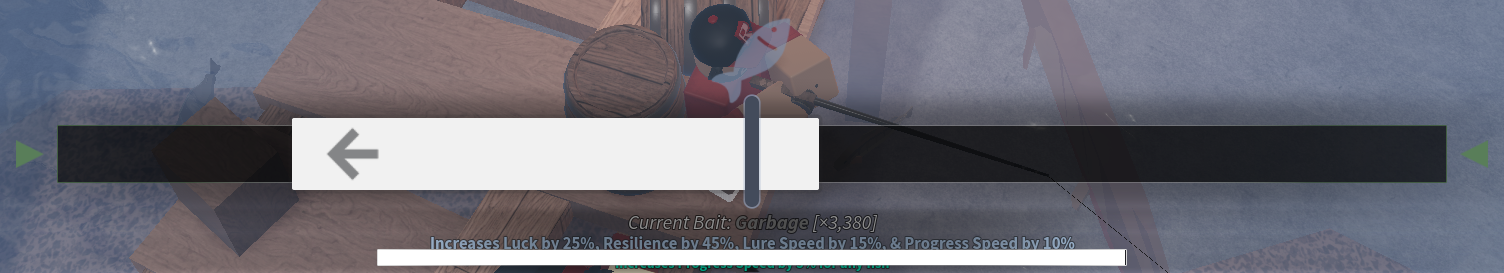 Current Bait: Garbage [×3,380]
Increases Luck by 25%, Resilience by 45%, Lure Speed by 15%, & Progress Speed by 10%